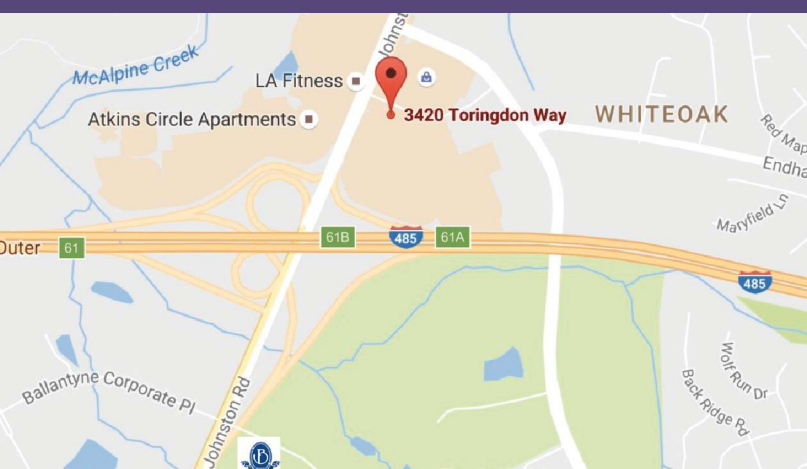 Johnst
McAlpine Creek
LA Fitness
Atkins Circle Apartments
3420 Toringdon Way
WHITEOAK
Red Map
Endha
Maryfield Ln
Outer
61
61B
485
61A
485
Ballantyne Corporate Pl
Johnston Rd
Wolf Run Dr
Back Ridge Rd
B